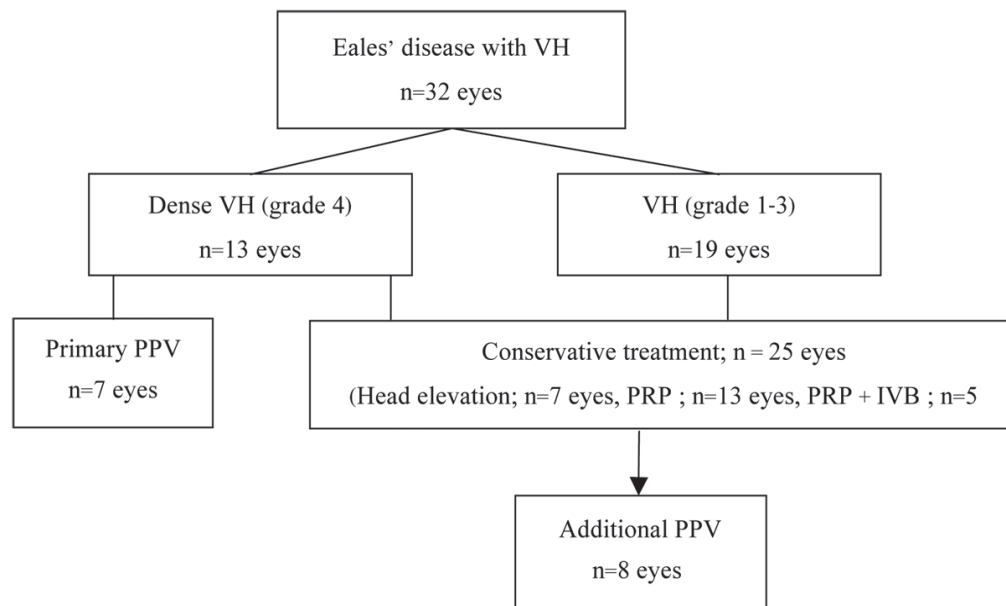 Eales’ disease with VH
n=32 eyes
Dense VH (grade 4)
n=13 eyes
VH (grade 1-3)
n=19 eyes
Primary PPV
n=7 eyes
Conservative treatment; n = 25 eyes
(Head elevation; n=7 eyes, PRP ; n=13 eyes, PRP + IVB ; n=5
Additional PPV
n=8 eyes